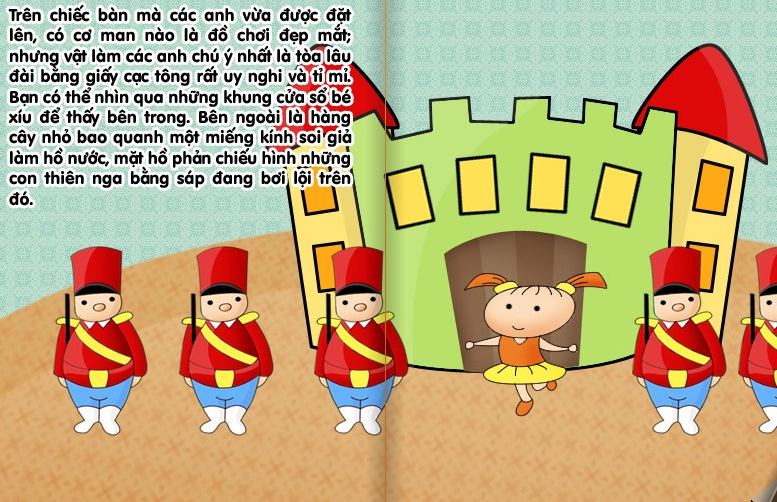 Trên chiếc bàn mà các anh vừa được đặt
lên, có cơ man nào là đồ chơi đẹp mắt;
nhưng vật làm các anh chú ý nhất là tòa lâu
đài bằng giấy cạc tông rất uy nghi và tỉ mỉ.
Bạn có thể nhìn qua những khung cửa sổ bé
xíu để thấy bên trong. Bên ngoài là hàng
cây nhỏ bao quanh một miếng kính soi giả
làm hồ nước, mặt hồ phản chiếu hình những
con thiên nga bằng sáp đang bơi lội trên
đó.